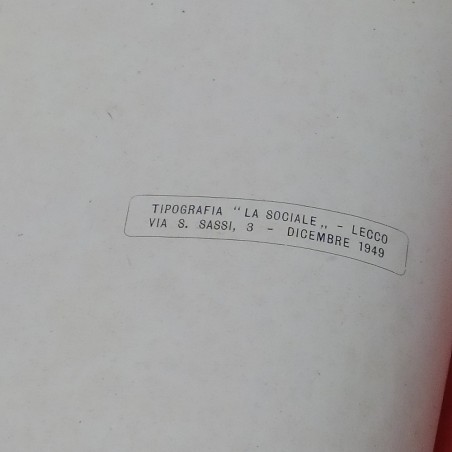 TIPOGRAFIA “ LA SOCIALE „ - LECCO
VIA S. SASSI, 3 - DICEMBRE 1949